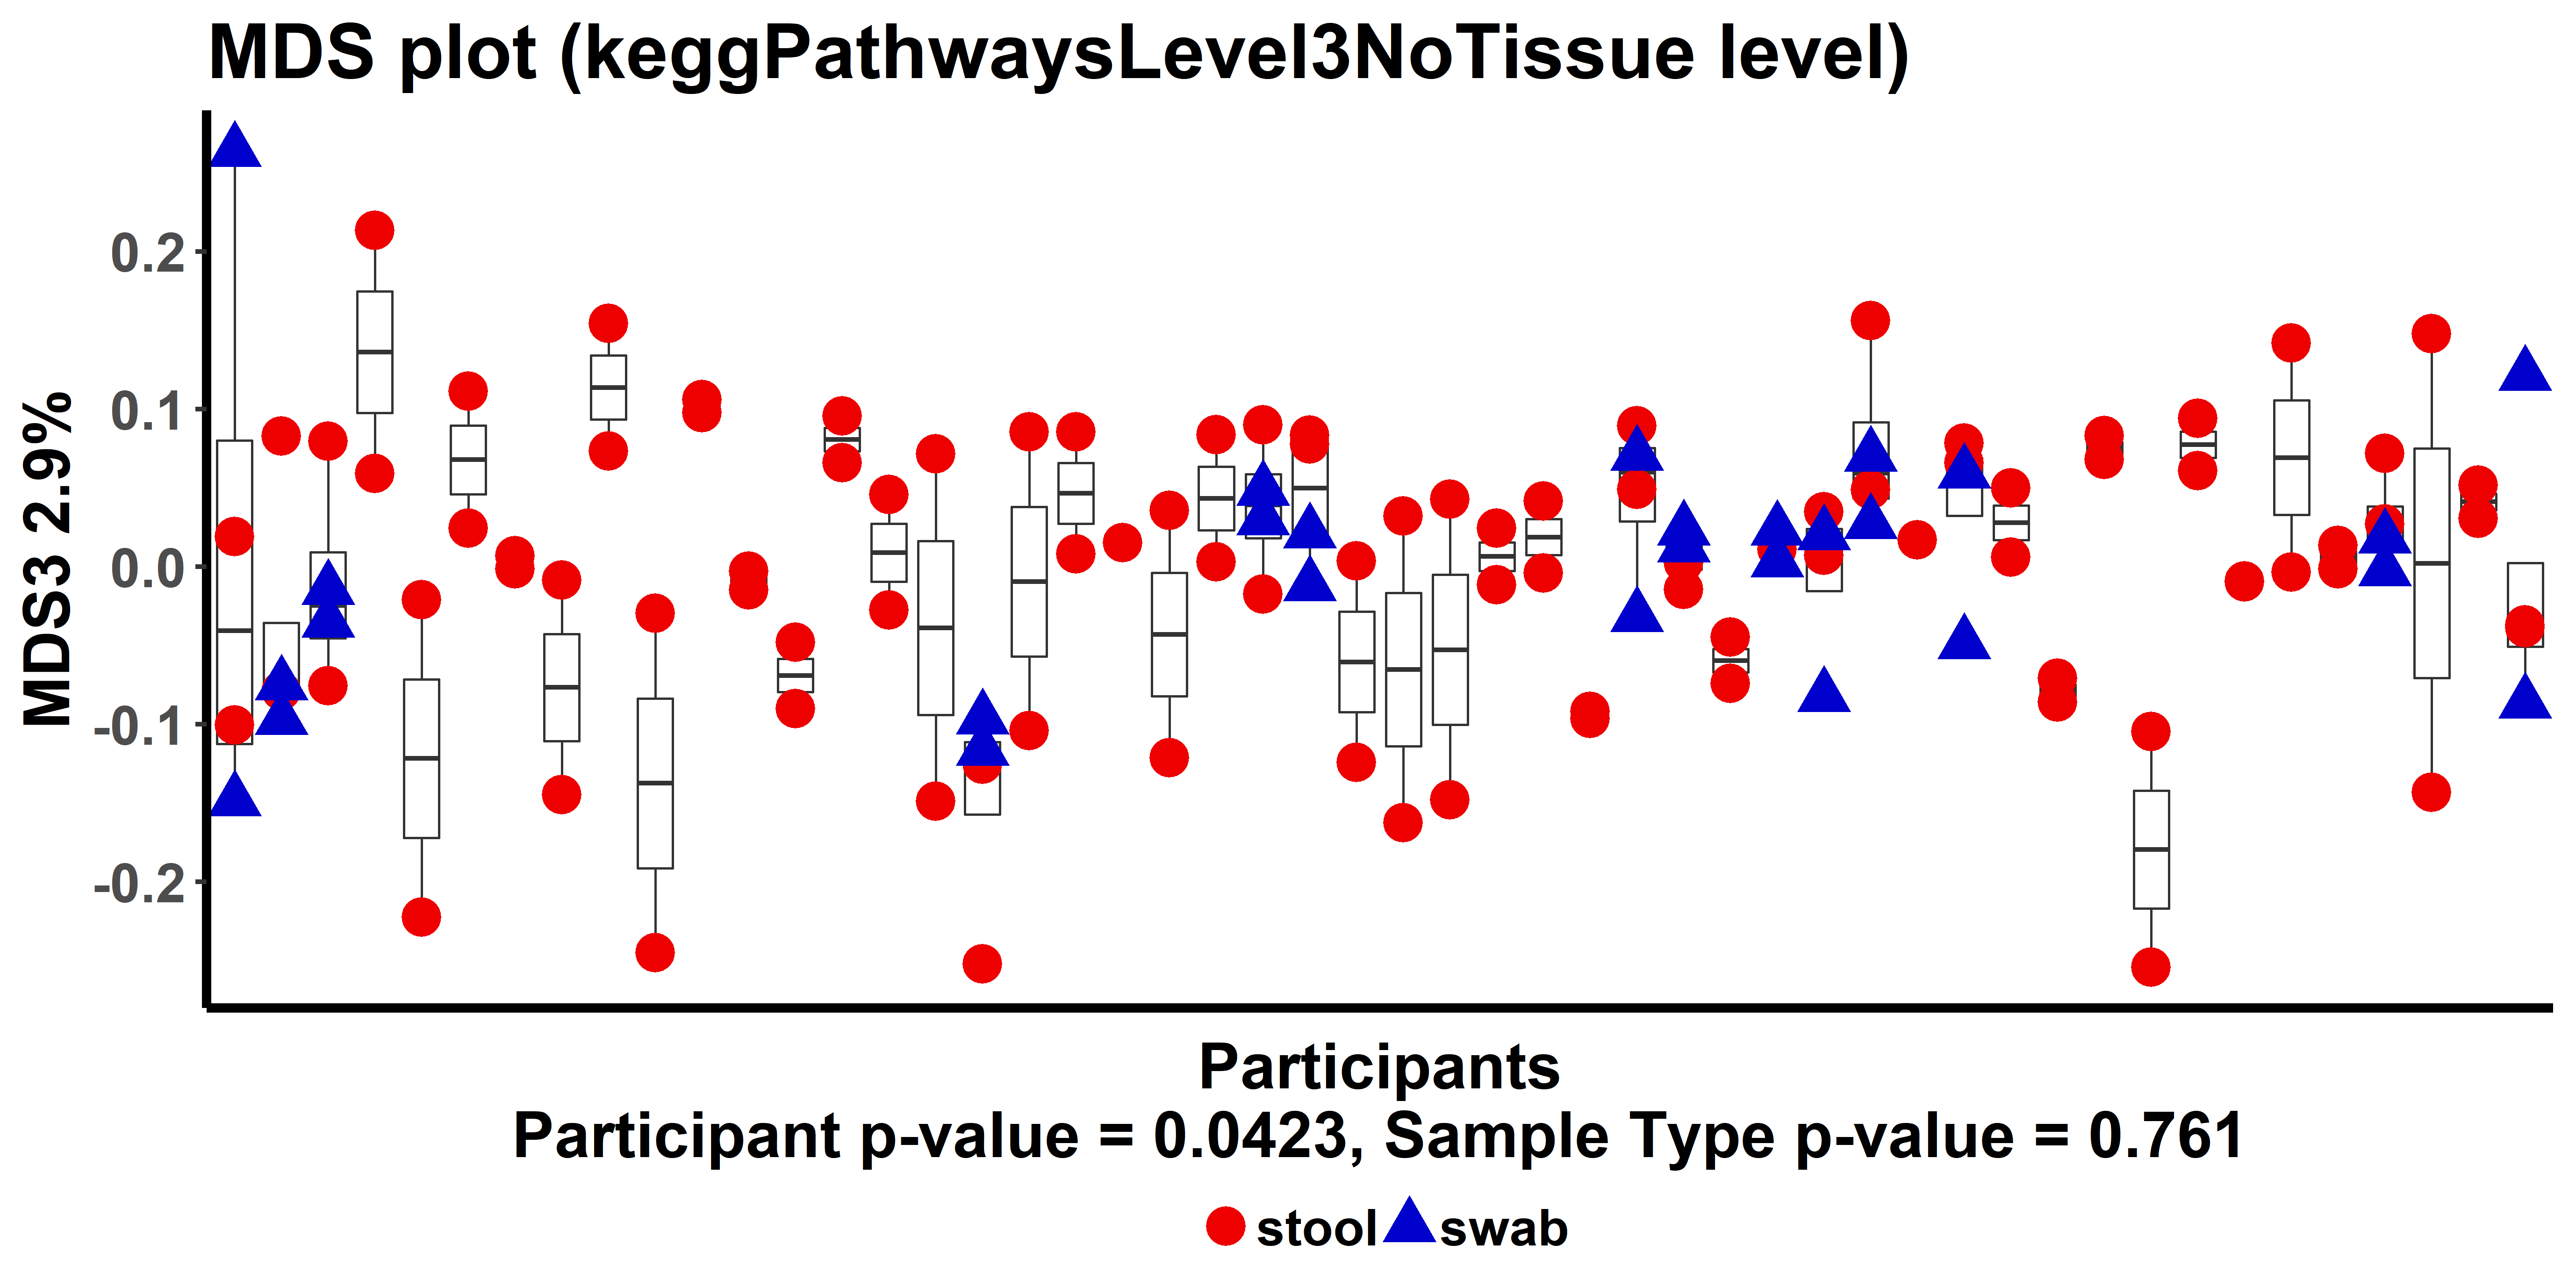 MDS plot (keggPathwaysLevel3NoTissue level)
MDS3 2.9%
0.2
0.1
0.0
-0.1
-0.2
Participants
Participant p-value = 0.0423, Sample Type p-value = 0.761
stool swab